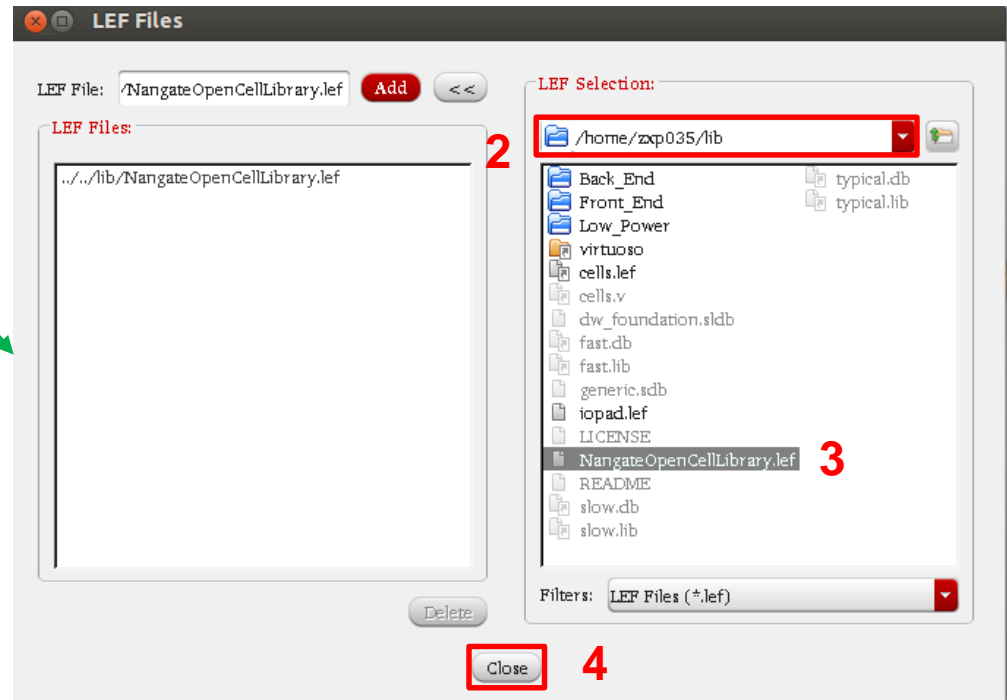 LEF Files
LEF File: /NangateOpenCellLibrary.lef Add <<
LEF Files:
../../lib/NangateOpenCellLibrary.lef
Delete
LEF Selection:
2 /home/zxp035/lib
Back_End
Front_End
Low_Power
virtuoso
cells.lef
cells.v
dw_foundation.sldb
fast.db
fast.lib
generic.sdb
iopad.lef
LICENSE
NangateOpenCellLibrary.lef 3
README
slow.db
slow.lib
typical.db
typical.lib
Filters: LEF Files (*.lef)
Close 4